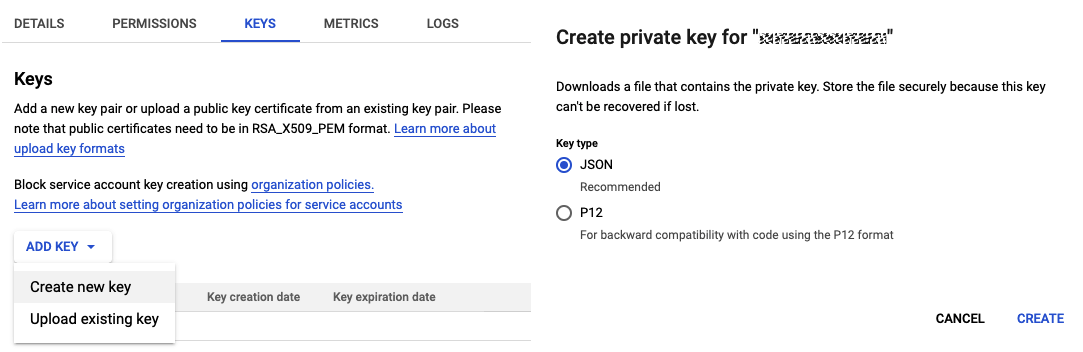 DETAILS PERMISSIONS KEYS METRICS LOGS
Keys
Add a new key pair or upload a public key certificate from an existing key pair. Please
note that public certificates need to be in RSA_X509_PEM format. Learn more about
upload key formats
Block service account key creation using organization policies.
Learn more about setting organization policies for service accounts
ADD KEY
Create new key
Upload existing key
Key creation date Key expiration date
Create private key for " "
Downloads a file that contains the private key. Store the file securely because this key
can't be recovered if lost.
Key type
JSON
Recommended
P12
For backward compatibility with code using the P12 format
CANCEL CREATE